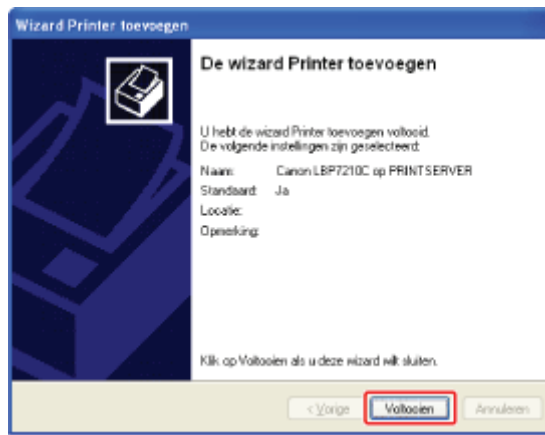 Wizard Printer toevoegen
De wizard Printer toevoegen
U hebt de wizard Printer toevoegen voltooid.
De volgende instellingen zijn geselecteerd:
Naam: Canon LBP7210C op PRINTSERVER
Standaard: Ja
Locatie:
Opmerking:
Klik op Voltooien als u deze wizard wilt sluiten.
< Vorige Voltooien Annuleren